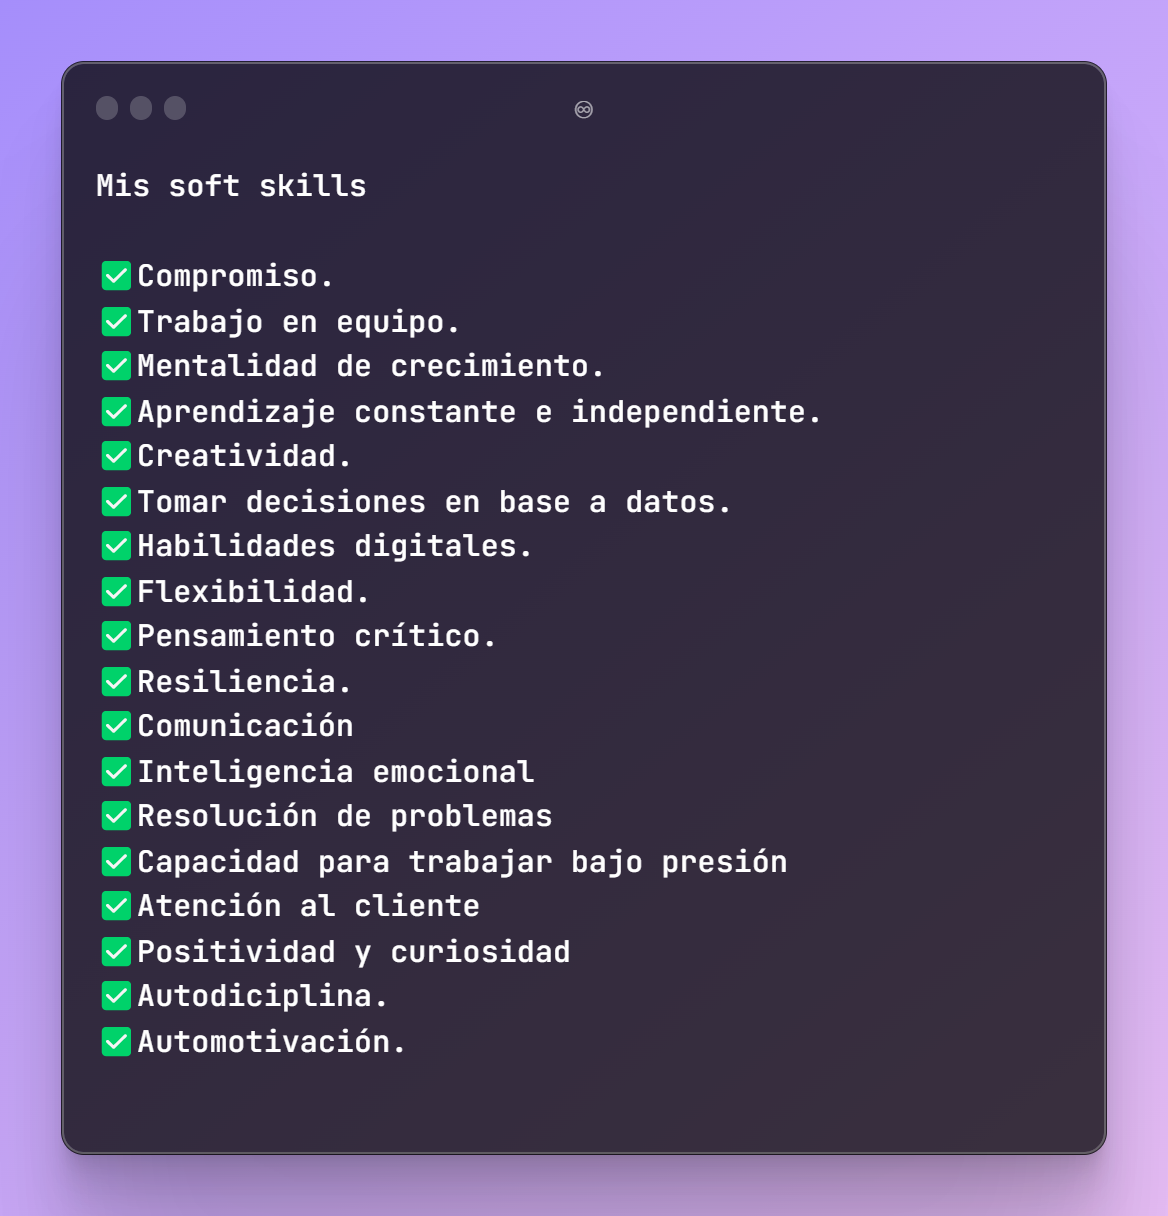 Mis soft skills
✅Compromiso.
✅Trabajo en equipo.
✅Mentalidad de crecimiento.
✅Aprendizaje constante e independiente.
✅Creatividad.
✅Tomar decisiones en base a datos.
✅Habilidades digitales.
✅Flexibilidad.
✅Pensamiento crítico.
✅Resiliencia.
✅Comunicación
✅Inteligencia emocional
✅Resolución de problemas
✅Capacidad para trabajar bajo presión
✅Atención al cliente
✅Positividad y curiosidad
✅Autodiciplina.
✅Automotivación.